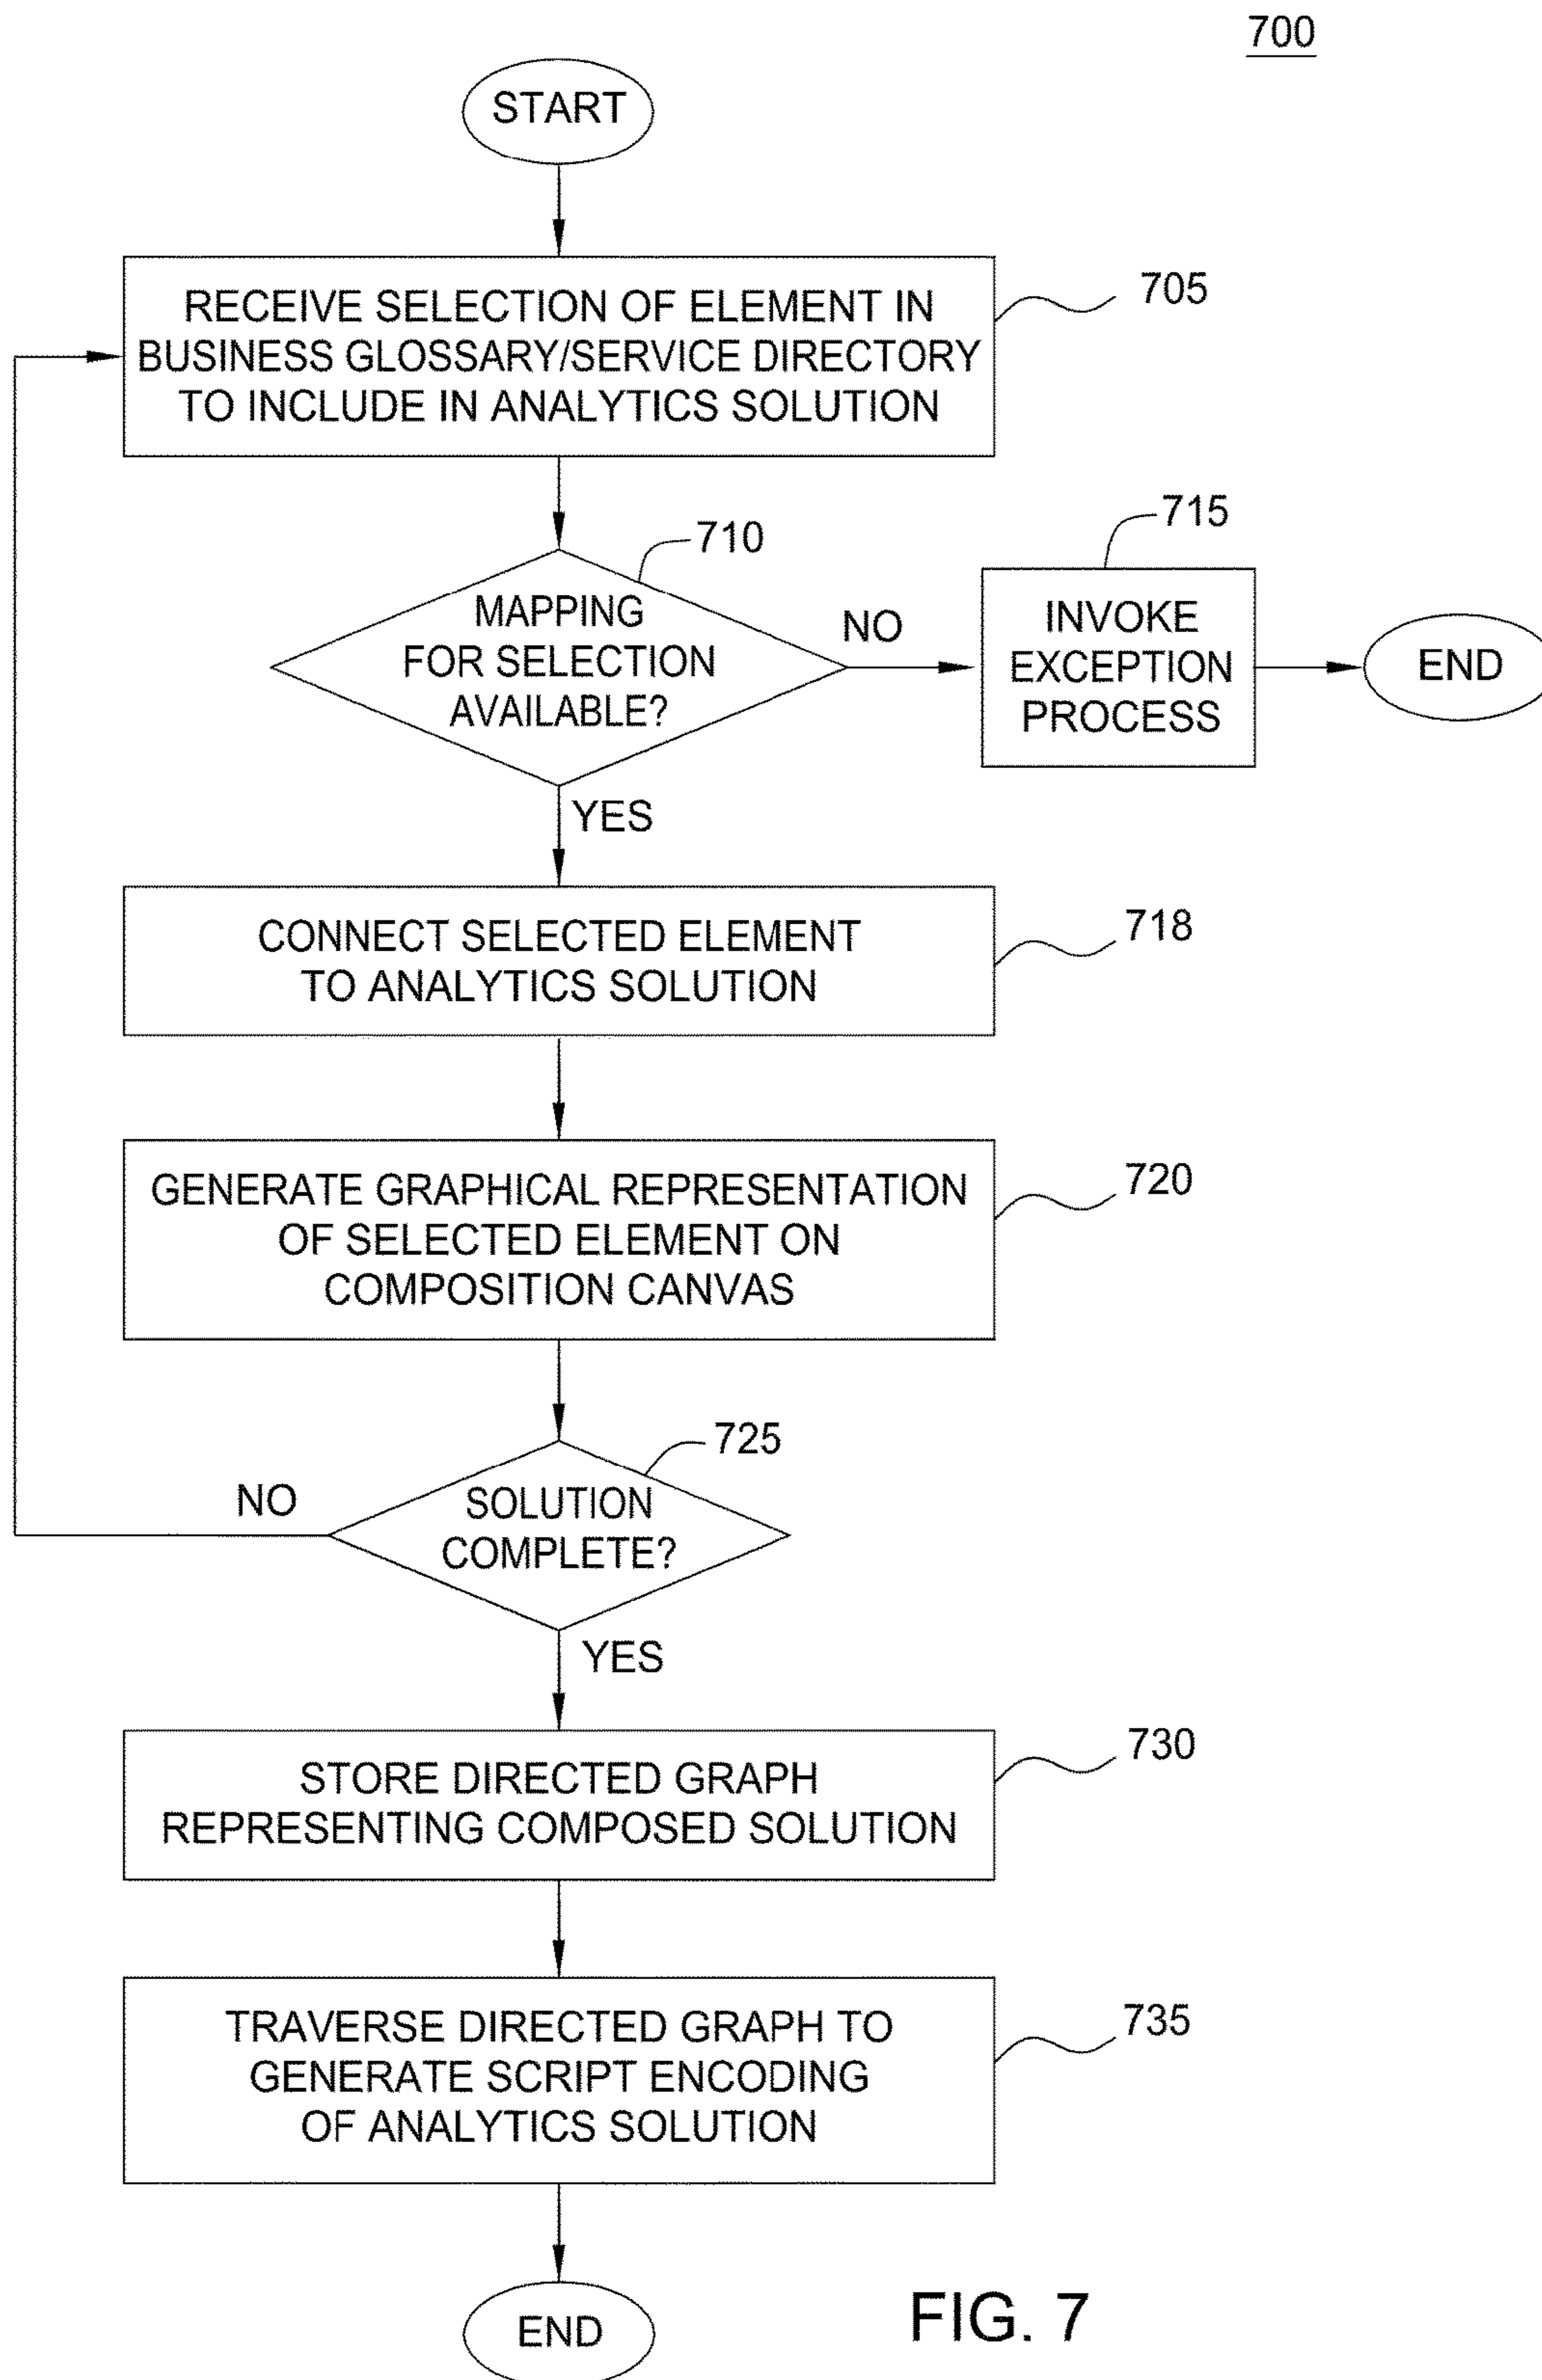 700
START
RECEIVE SELECTION OF ELEMENT IN
BUSINESS GLOSSARY/SERVICE DIRECTORY
TO INCLUDE IN ANALYTICS SOLUTION
705
710
MAPPING
FOR SELECTION
AVAILABLE?
NO
715
INVOKE
EXCEPTION
PROCESS
END
YES
CONNECT SELECTED ELEMENT
TO ANALYTICS SOLUTION
718
GENERATE GRAPHICAL REPRESENTATION
OF SELECTED ELEMENT ON
COMPOSITION CANVAS
720
725
SOLUTION
COMPLETE?
NO
YES
STORE DIRECTED GRAPH
REPRESENTING COMPOSED SOLUTION
730
TRAVERSE DIRECTED GRAPH TO
GENERATE SCRIPT ENCODING
OF ANALYTICS SOLUTION
735
END
FIG. 7